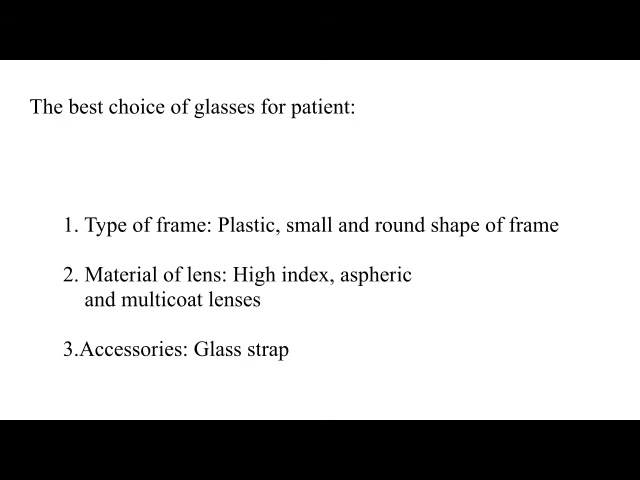 The best choice of glasses for patient:
1. Type of frame: Plastic, small and round shape of frame
2. Material of lens: High index, aspheric
and multicoat lenses
3.Accessories: Glass strap